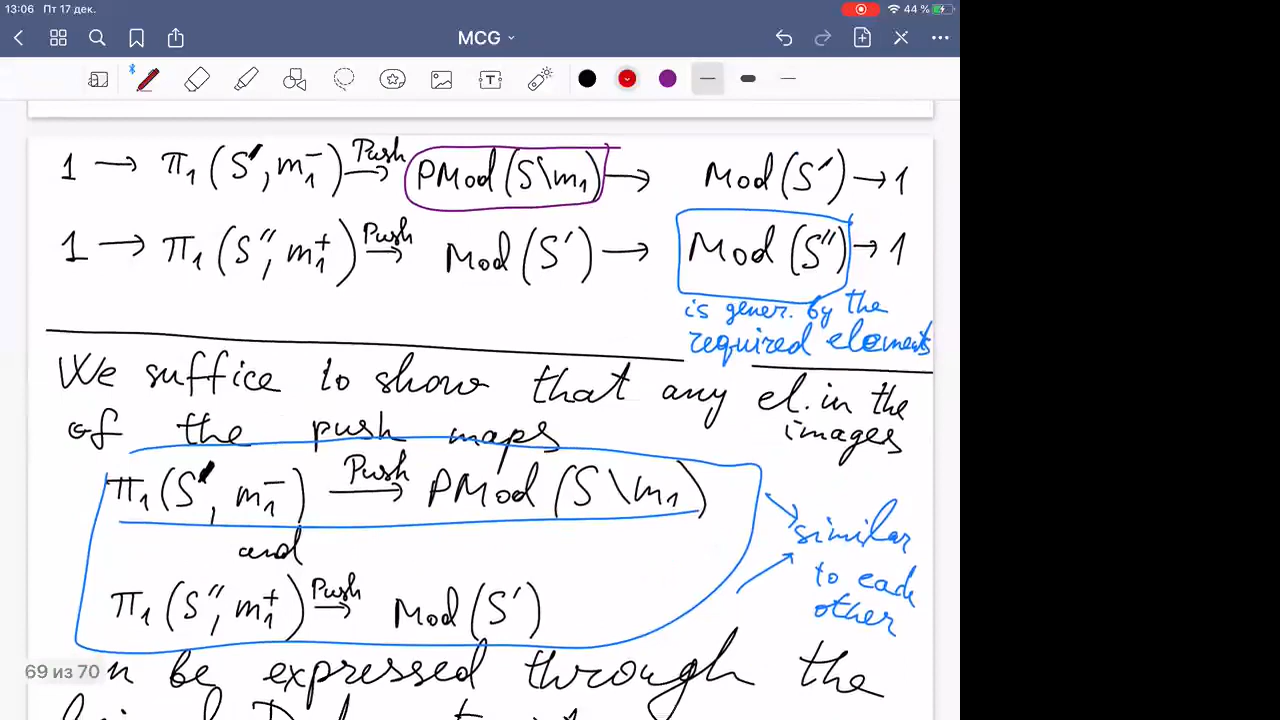 13:06 Пт 17 дек. 44 %
MCG
1 → π₁(S', m₁⁻) Push→ PMod(S\m₁) → Mod(S') → 1
1 → π₁(S'', m₁⁺) Push→ Mod(S') → Mod(S'') → 1
is gener. by the
required elements
We suffice to show that any el. in the
images
of the push maps
π₁(S', m₁⁻) Push→ PMod(S\m₁)
and
similar
to each
other
π₁(S'', m₁⁺) Push→ Mod(S')
69 из 70
be expressed through the